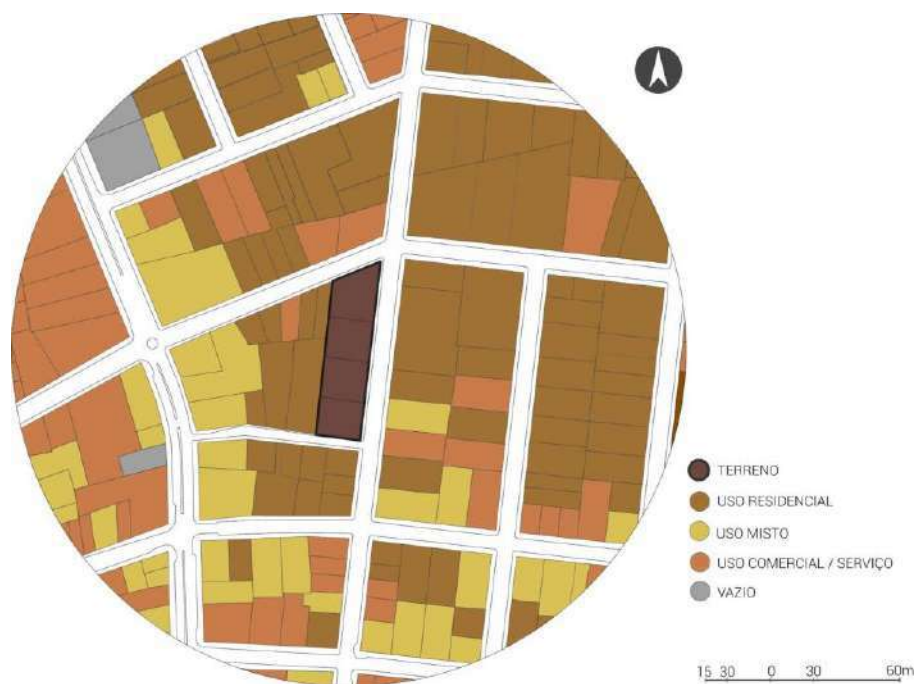 TERRENO
USO RESIDENCIAL
USO MISTO
USO COMERCIAL / SERVIÇO
VAZIO
15 30 0 30 60m